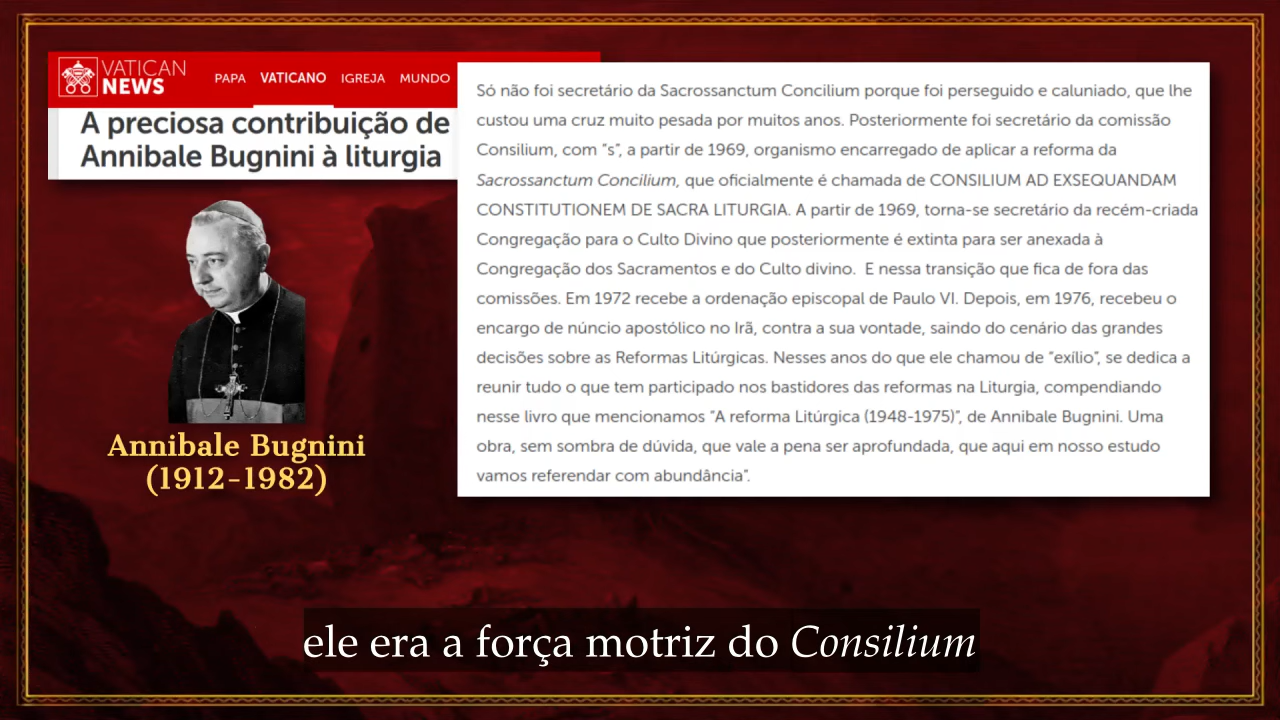 VATICAN
NEWS
PAPA VATICANO IGREJA MUNDO
A preciosa contribuição de
Annibale Bugnini à liturgia
Só não foi secretário da Sacrossanctum Concilium porque foi perseguido e caluniado, que lhe
custou uma cruz muito pesada por muitos anos. Posteriormente foi secretário da comissão
Consilium, com “s”, a partir de 1969, organismo encarregado de aplicar a reforma da
Sacrossanctum Concilium, que oficialmente é chamada de CONSILIUM AD EXSEQUANDAM
CONSTITUTIONEM DE SACRA LITURGIA. A partir de 1969, torna-se secretário da recém-criada
Congregação para o Culto Divino que posteriormente é extinta para ser anexada à
Congregação dos Sacramentos e do Culto divino. E nessa transição que fica de fora das
comissões. Em 1972 recebe a ordenação episcopal de Paulo VI. Depois, em 1976, recebeu o
encargo de núncio apostólico no Irã, contra a sua vontade, saindo do cenário das grandes
decisões sobre as Reformas Litúrgicas. Nesses anos do que ele chamou de “exílio”, se dedica a
reunir tudo o que tem participado nos bastidores das reformas na Liturgia, compendiando
nesse livro que mencionamos “A reforma Litúrgica (1948-1975)”, de Annibale Bugnini. Uma
obra, sem sombra de dúvida, que vale a pena ser aprofundada, que aqui em nosso estudo
vamos referendar com abundância”.
Annibale Bugnini
(1912-1982)
ele era a força motriz do Consilium